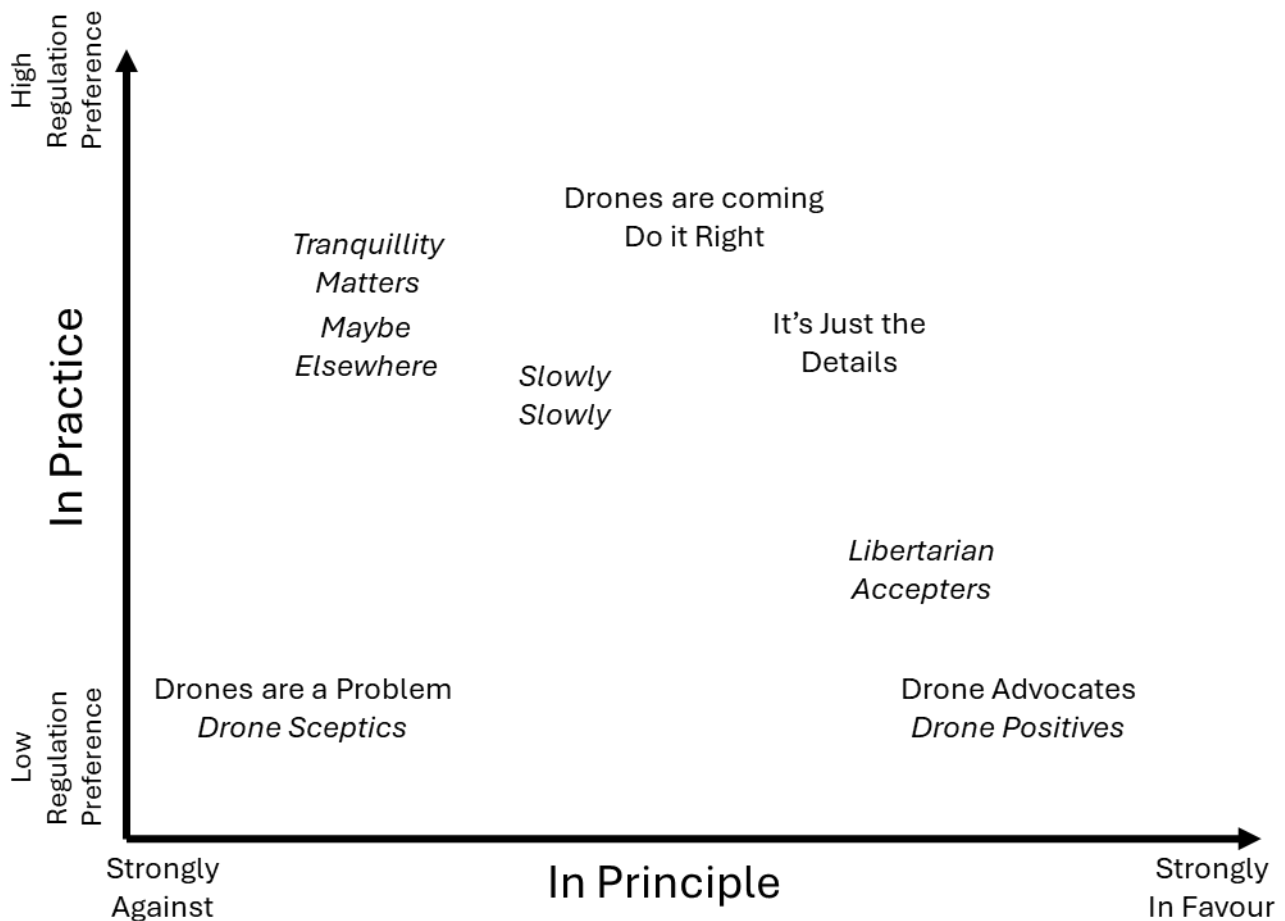 High
Regulation
Preference
Drones are coming
Do it Right
Tranquillity
Matters
Maybe
Elsewhere
It's Just the
Details
Slowly
Slowly
In Practice
Libertarian
Accepters
Drones are a Problem
Drone Sceptics
Drone Advocates
Drone Positives
Low
Regulation
Preference
Strongly
Against
In Principle
Strongly
In Favour